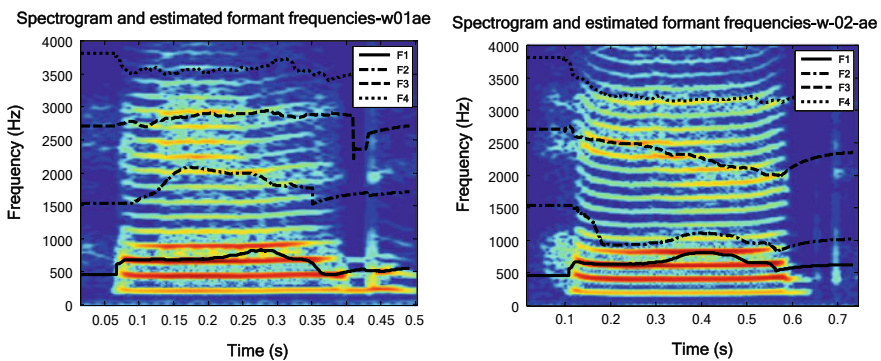 Spectrogram and estimated formant frequencies-w01ae
4000
3500
3000
2500
2000
1500
1000
500
0
Frequency (Hz)
F1
F2
F3
F4
0.05 0.1 0.15 0.2 0.25 0.3 0.35 0.4 0.45 0.5
Time (s)
Spectrogram and estimated formant frequencies-w-02-ae
4000
3500
3000
2500
2000
1500
1000
500
0
Frequency (Hz)
F1
F2
F3
F4
0.1 0.2 0.3 0.4 0.5 0.6 0.7
Time (s)